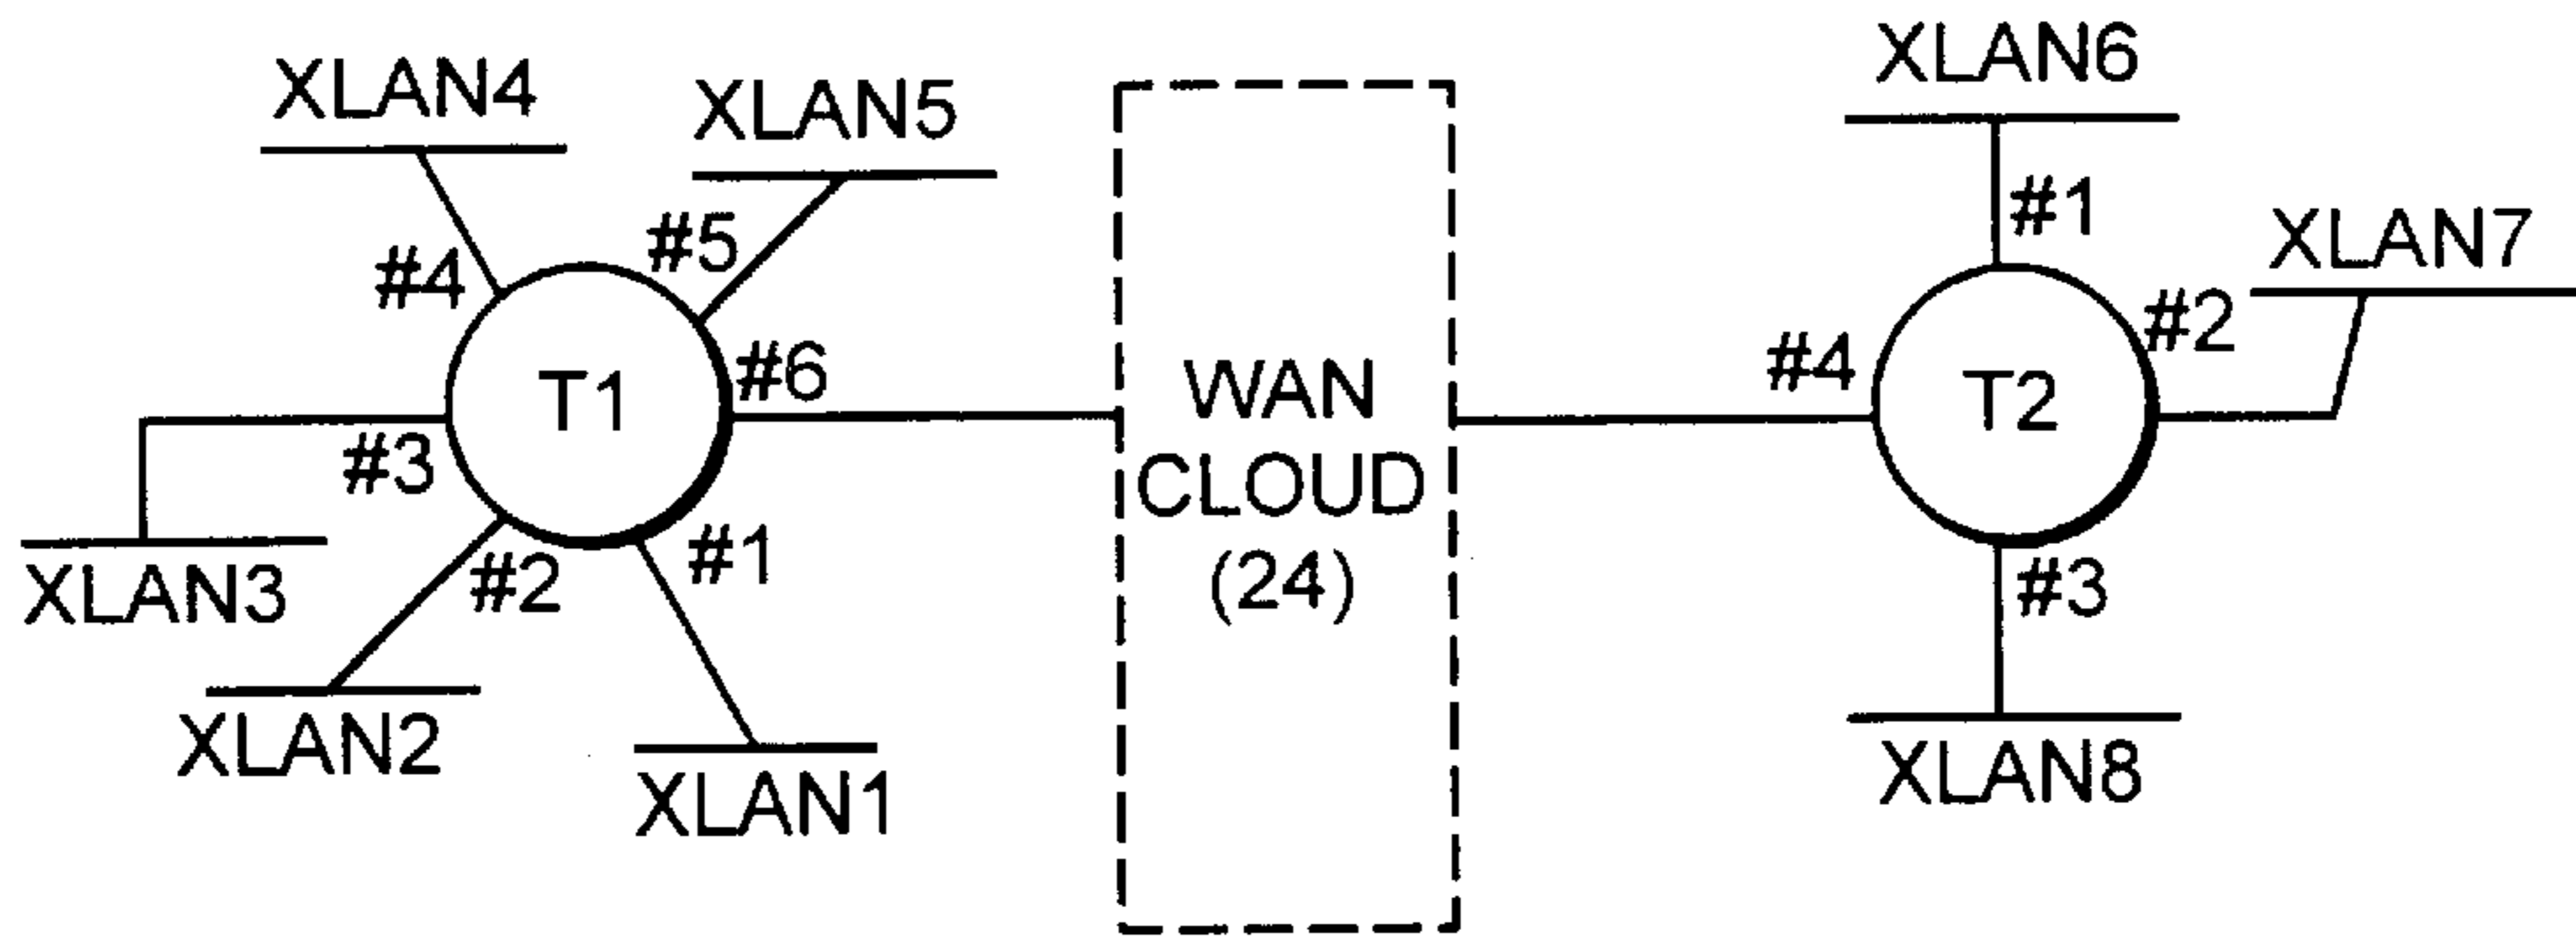 XLAN4
XLAN5
#4
#5
T1
#6
#3
#2
#1
XLAN3
XLAN2
XLAN1
WAN
CLOUD
(24)
XLAN6
#1
XLAN7
#2
#4
T2
#3
XLAN8